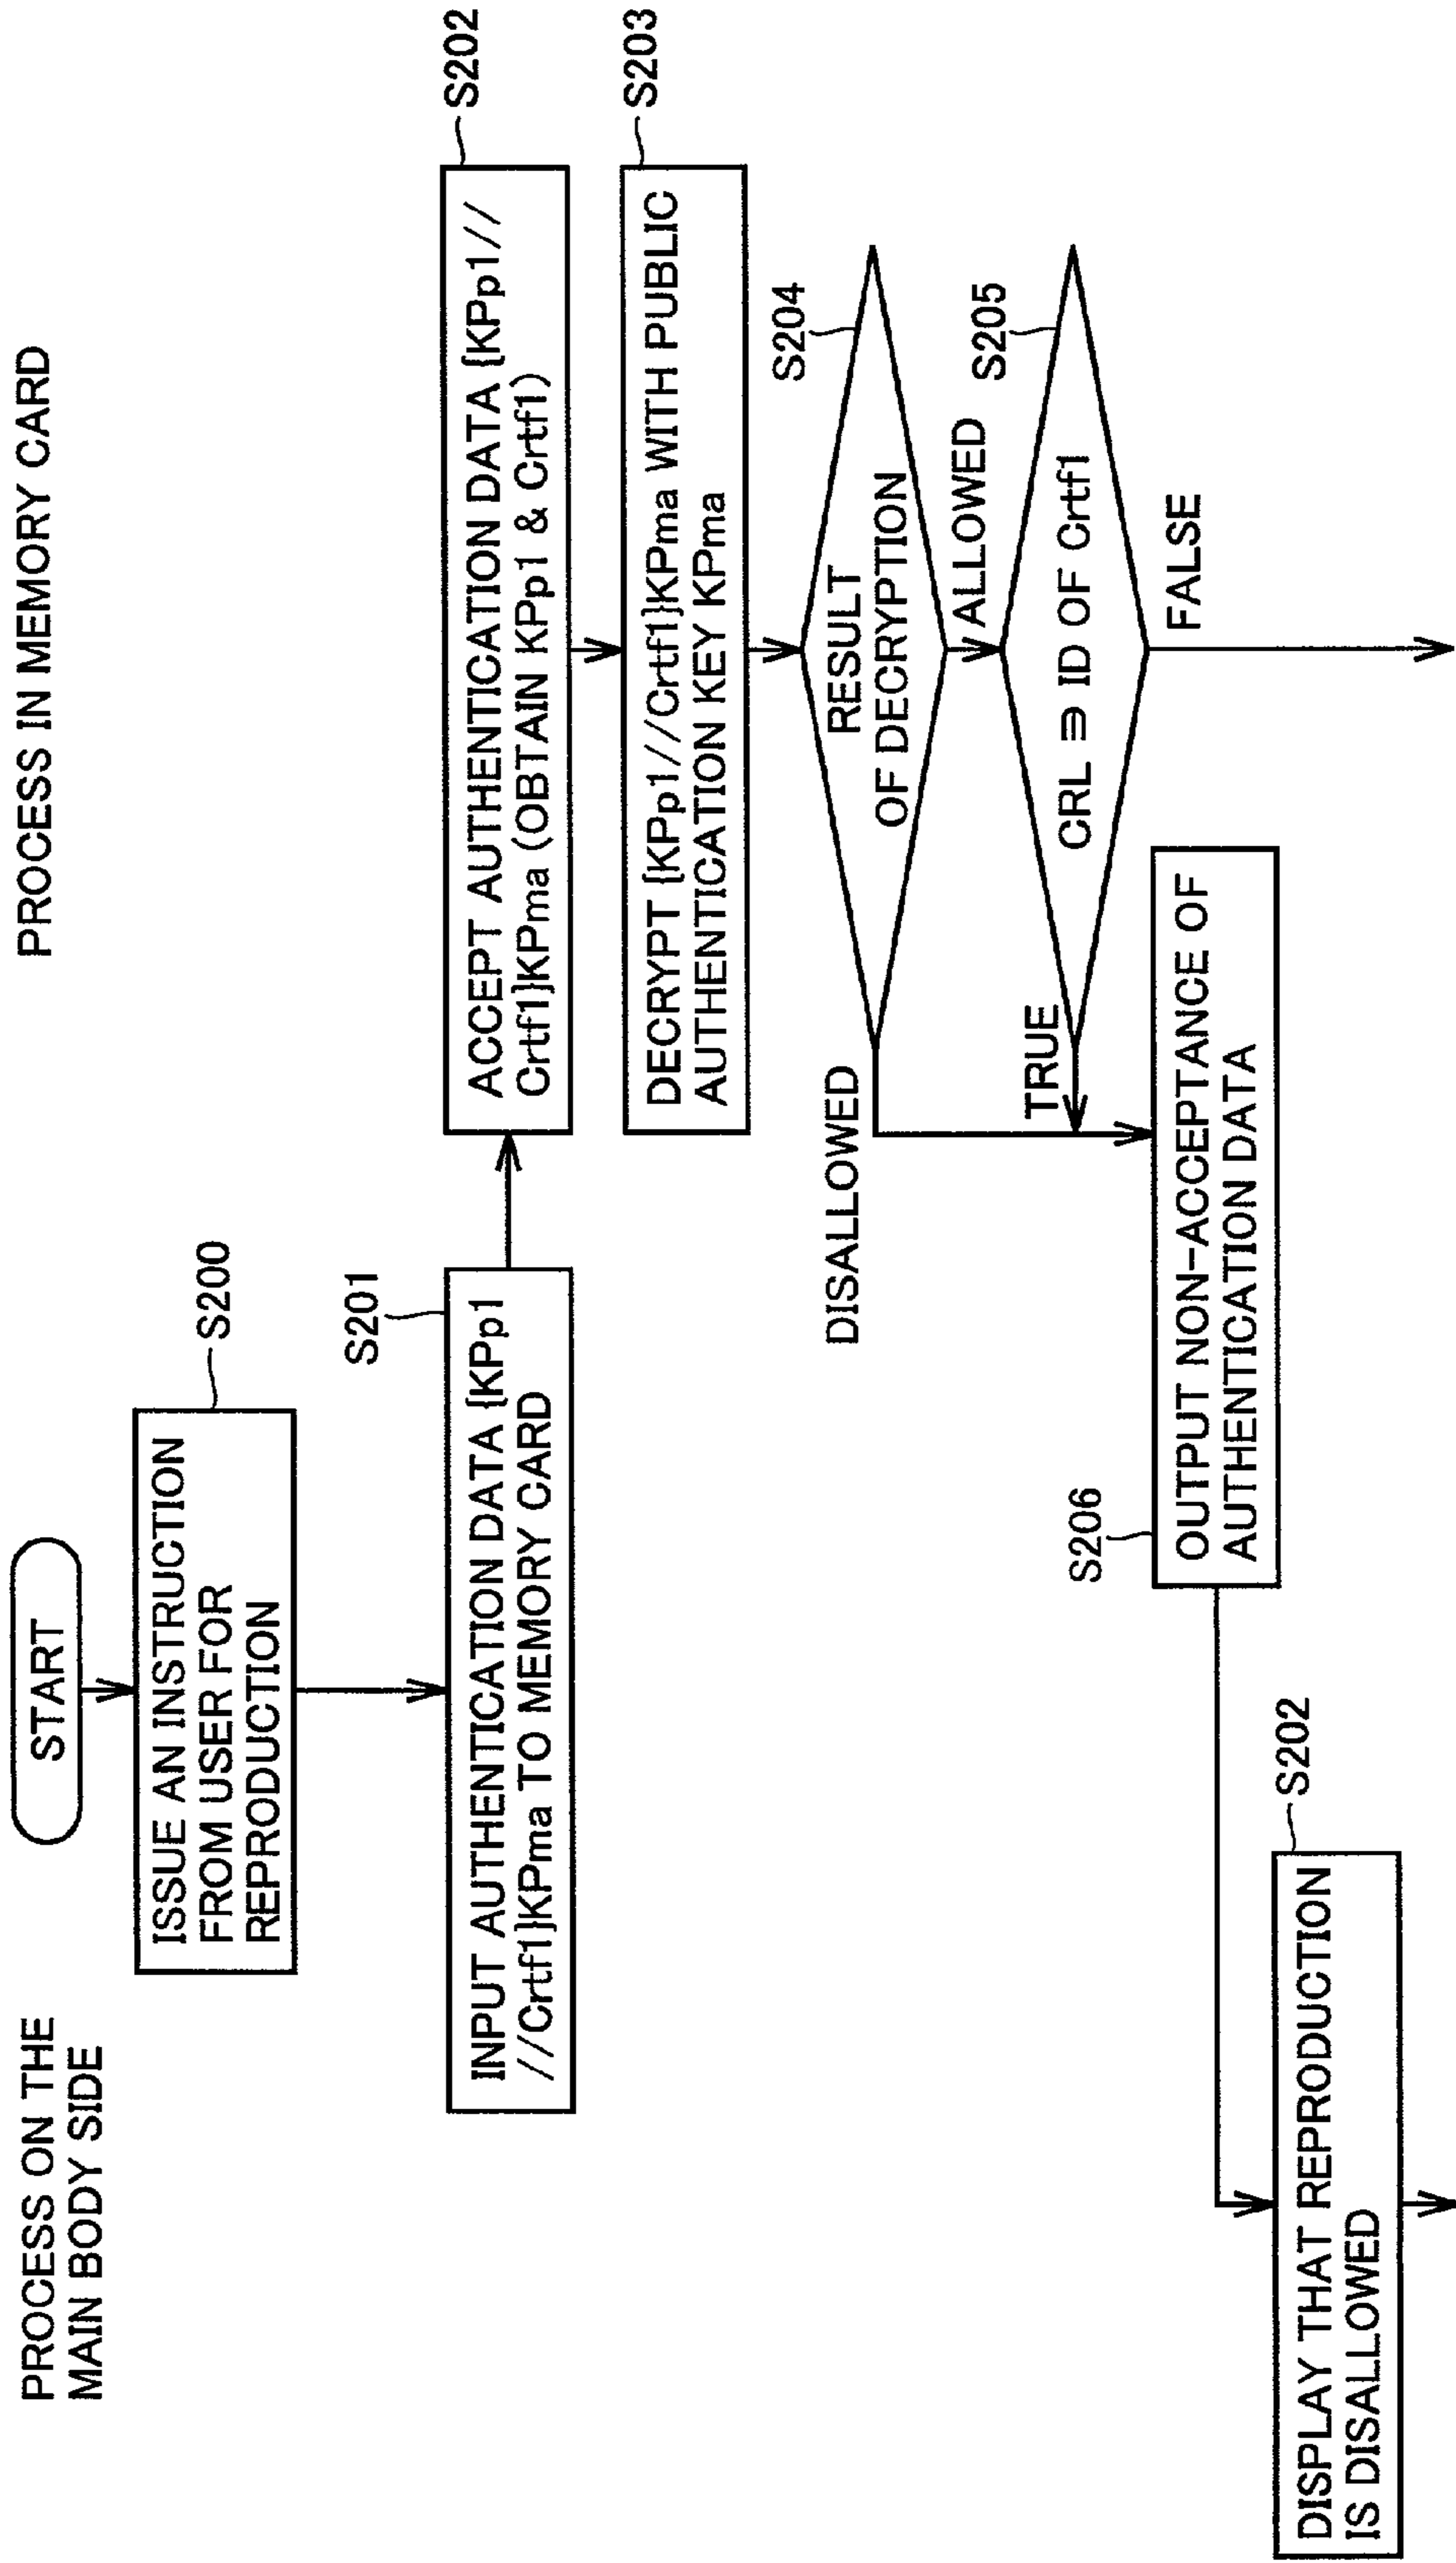 PROCESS ON THE
MAIN BODY SIDE
PROCESS IN MEMORY CARD
START
ISSUE AN INSTRUCTION
FROM USER FOR
REPRODUCTION
S200
S201
INPUT AUTHENTICATION DATA {KPp1
//Crtf1}KPma TO MEMORY CARD
S202
ACCEPT AUTHENTICATION DATA {KPp1//
Crtf1}KPma (OBTAIN KPp1 & Crtf1)
S203
DECRYPT {KPp1//Crtf1}KPma WITH PUBLIC
AUTHENTICATION KEY KPma
S204
RESULT
OF DECRYPTION
DISALLOWED
ALLOWED
S205
CRL ∋ ID OF Crtf1
TRUE
FALSE
S206
OUTPUT NON-ACCEPTANCE OF
AUTHENTICATION DATA
S202
DISPLAY THAT REPRODUCTION
IS DISALLOWED